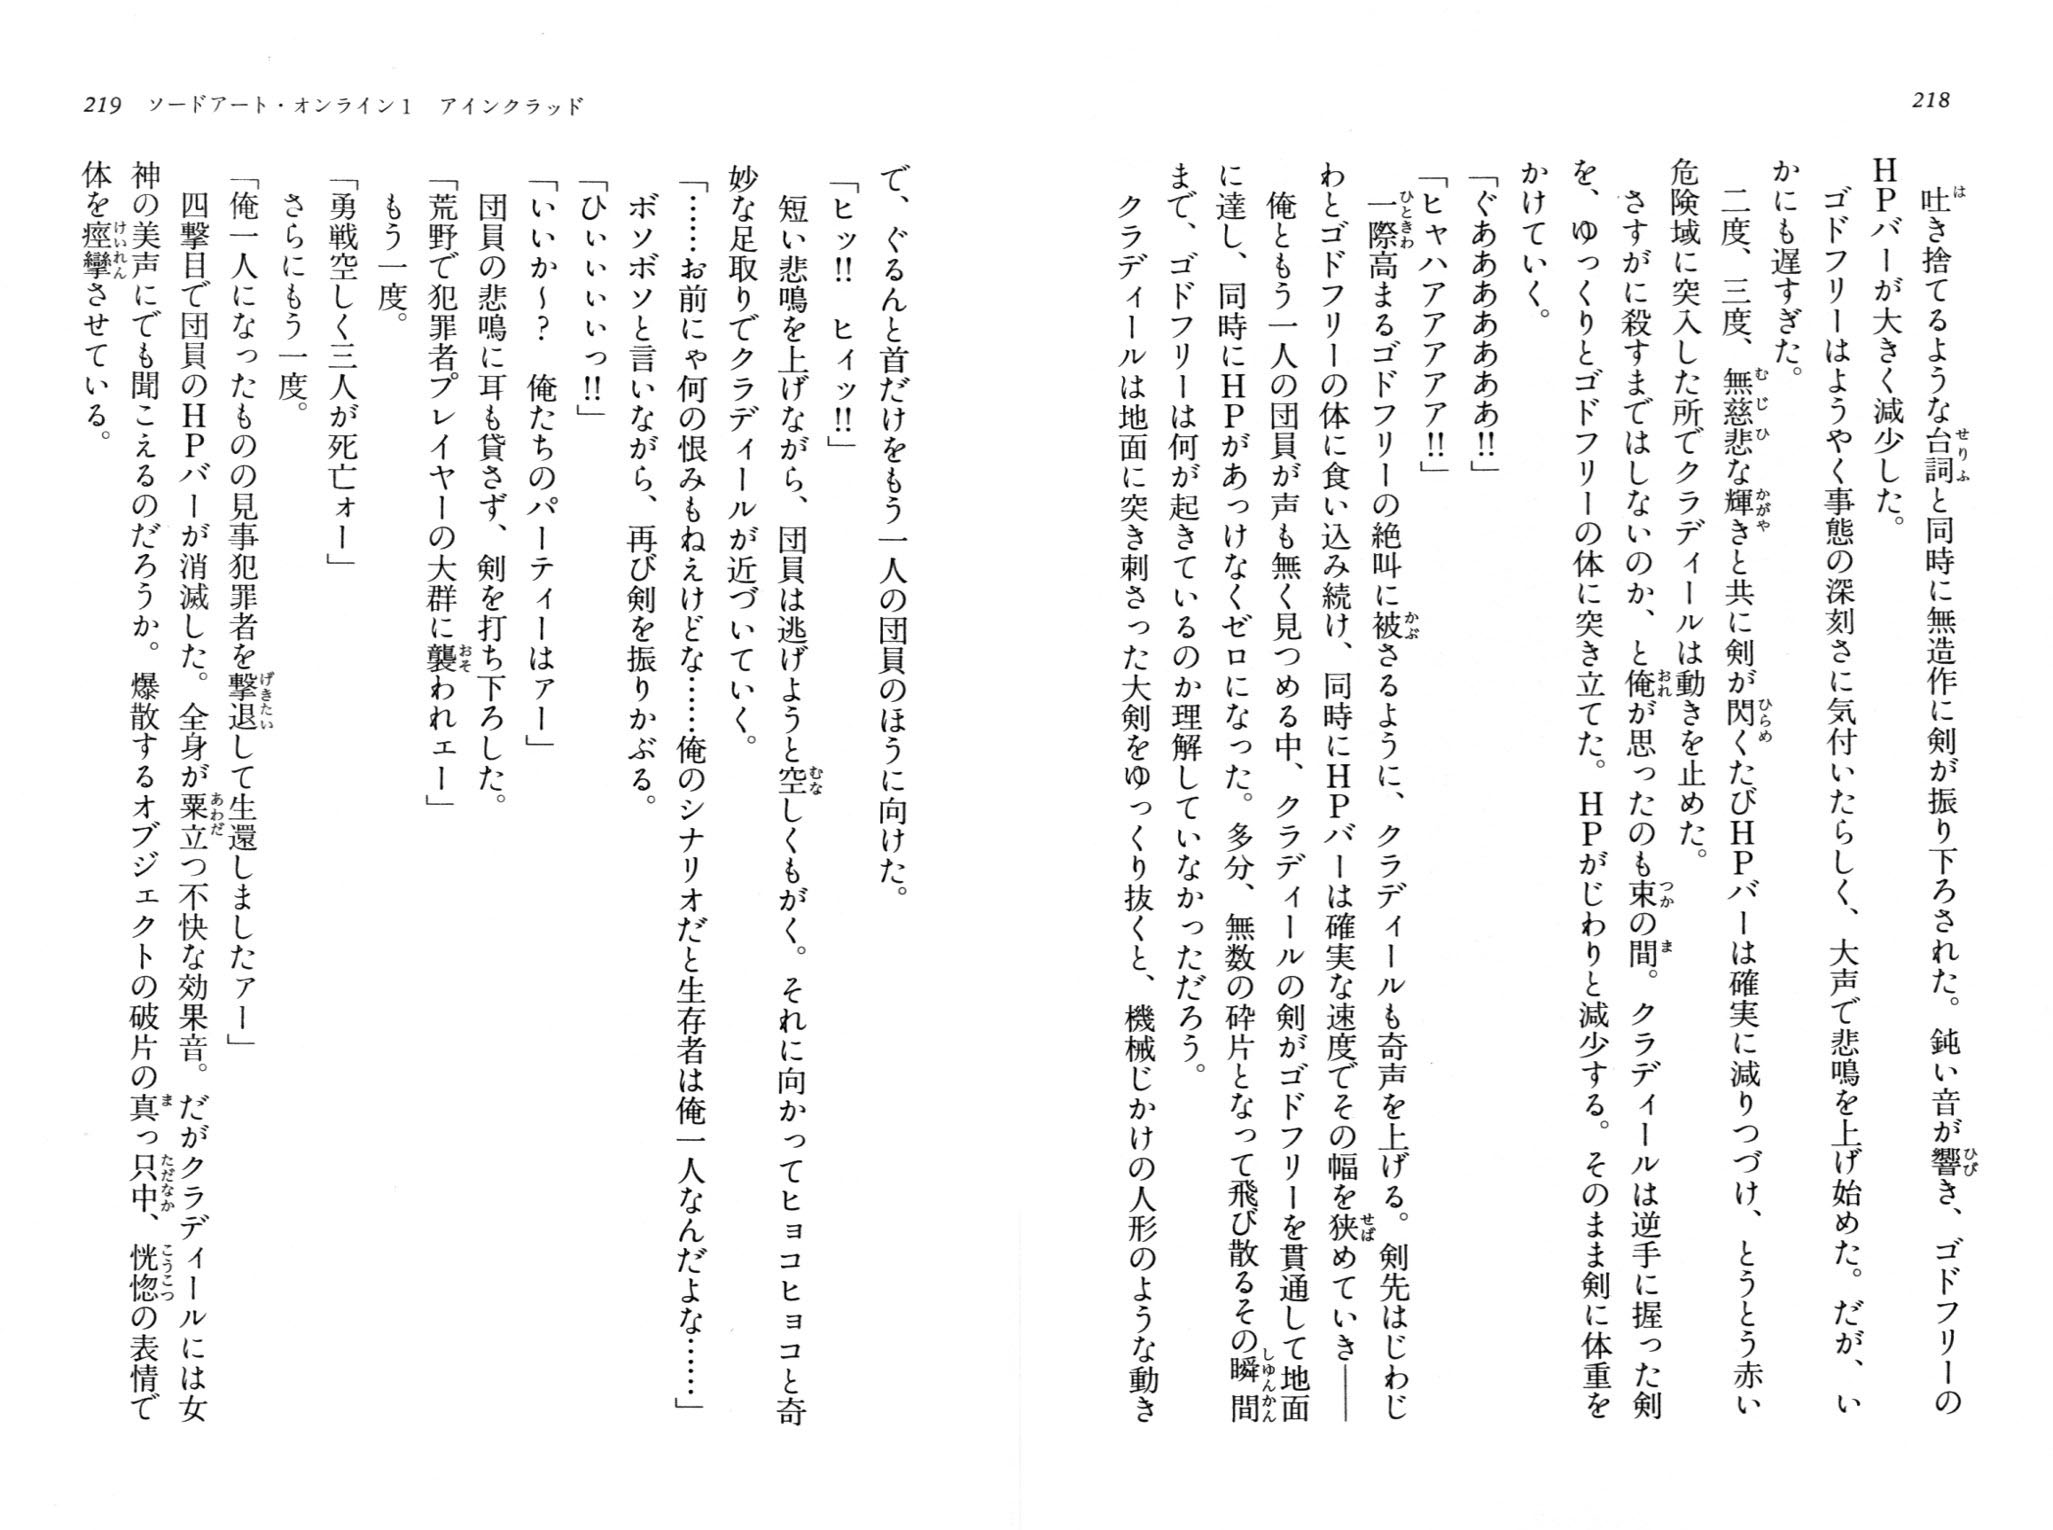 218
吐き捨てるような台詞と同時に無造作に剣が振り下ろされた。鈍い音が響き、ゴドフリーの
HPバーが大きく減少した。
ゴドフリーはようやく事態の深刻さに気付いたらしく、大声で悲鳴を上げ始めた。だが、い
かにも遅すぎた。
二度、三度、無慈悲な輝きと共に剣が閃くたびHPバーは確実に減りつづけ、とうとう赤い
危険域に突入した所でクラディールは動きを止めた。
さすがに殺すまではしないのか、と俺が思ったのも束の間。クラディールは逆手に握った剣
を、ゆっくりとゴドフリーの体に突き立てた。HPがじわりと減少する。そのまま剣に体重を
かけていく。
「ぐあああああああ!!」
「ヒャハアアアアア!!」
一際高まるゴドフリーの絶叫に被さるように、クラディールも奇声を上げる。剣先はじわじ
わとゴドフリーの体に食い込み続け、同時にHPバーは確実な速度でその幅を狭めていき――
俺ともう一人の団員が声も無く見つめる中、クラディールの剣がゴドフリーを貫通して地面
に達し、同時にHPがあっけなくゼロになった。多分、無数の砕片となって飛び散るその瞬間
まで、ゴドフリーは何が起きているのか理解していなかっただろう。
クラディールは地面に突き刺さった大剣をゆっくり抜くと、機械じかけの人形のような動き
219 ソードアート・オンライン1 アインクラッド
で、ぐるんと首だけをもう一人の団員のほうに向けた。
「ヒッ!! ヒィッ!!」
短い悲鳴を上げながら、団員は逃げようと空しくもがく。それに向かってヒョコヒョコと奇
妙な足取りでクラディールが近づいていく。
「……お前にゃ何の恨みもねえけどな……俺のシナリオだと生存者は俺一人なんだよな……」
ボソボソと言いながら、再び剣を振りかぶる。
「ひぃぃぃぃっ!!」
「いいか～? 俺たちのパーティーはァー」
団員の悲鳴に耳も貸さず、剣を打ち下ろした。
「荒野で犯罪者プレイヤーの大群に襲われェー」
もう一度。
「勇戦空しく三人が死亡ォー」
さらにもう一度。
「俺一人になったものの見事犯罪者を撃退して生還しましたァー」
四撃目で団員のHPバーが消滅した。全身が粟立つ不快な効果音。だがクラディールには女
神の美声にでも聞こえるのだろうか。爆散するオブジェクトの破片の真っ只中、恍惚の表情で
体を痙攣させている。